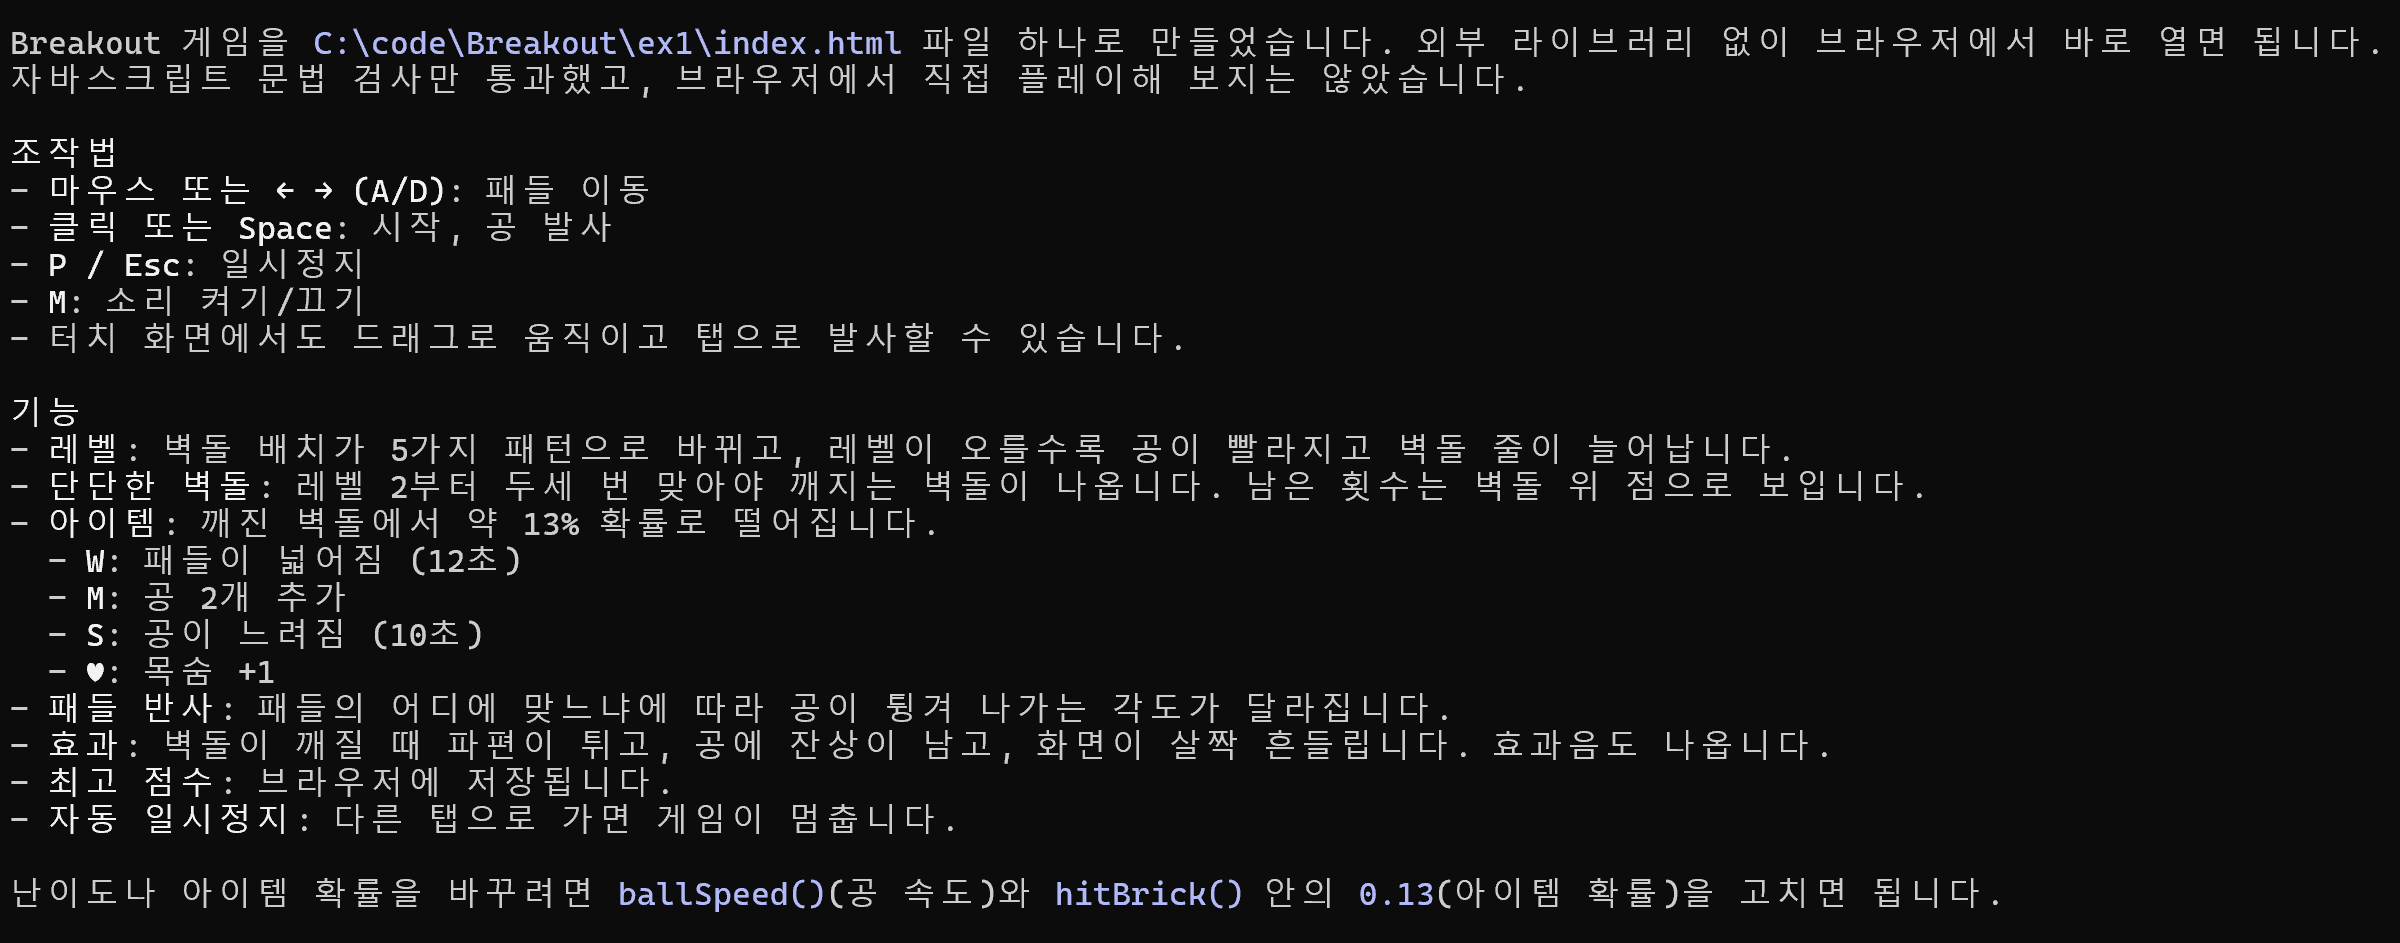 Breakout 게임을 C:\code\Breakout\ex1\index.html 파일 하나로 만들었습니다. 외부 라이브러리 없이 브라우저에서 바로 열면 됩니다.
자바스크립트 문법 검사만 통과했고, 브라우저에서 직접 플레이해 보지는 않았습니다.

조작법
- 마우스 또는 ← → (A/D): 패들 이동
- 클릭 또는 Space: 시작, 공 발사
- P / Esc: 일시정지
- M: 소리 켜기/끄기
- 터치 화면에서도 드래그로 움직이고 탭으로 발사할 수 있습니다.

기능
- 레벨: 벽돌 배치가 5가지 패턴으로 바뀌고, 레벨이 오를수록 공이 빨라지고 벽돌 줄이 늘어납니다.
- 단단한 벽돌: 레벨 2부터 두세 번 맞아야 깨지는 벽돌이 나옵니다. 남은 횟수는 벽돌 위 점으로 보입니다.
- 아이템: 깨진 벽돌에서 약 13% 확률로 떨어집니다.
  - W: 패들이 넓어짐 (12초)
  - M: 공 2개 추가
  - S: 공이 느려짐 (10초)
  - ♥: 목숨 +1
- 패들 반사: 패들의 어디에 맞느냐에 따라 공이 튕겨 나가는 각도가 달라집니다.
- 효과: 벽돌이 깨질 때 파편이 튀고, 공에 잔상이 남고, 화면이 살짝 흔들립니다. 효과음도 나옵니다.
- 최고 점수: 브라우저에 저장됩니다.
- 자동 일시정지: 다른 탭으로 가면 게임이 멈춥니다.

난이도나 아이템 확률을 바꾸려면 ballSpeed()(공 속도)와 hitBrick() 안의 0.13(아이템 확률)을 고치면 됩니다.